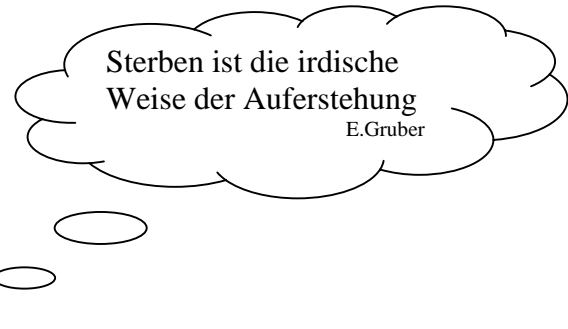 Sterben ist die irdische
Weise der Auferstehung
E.Gruber